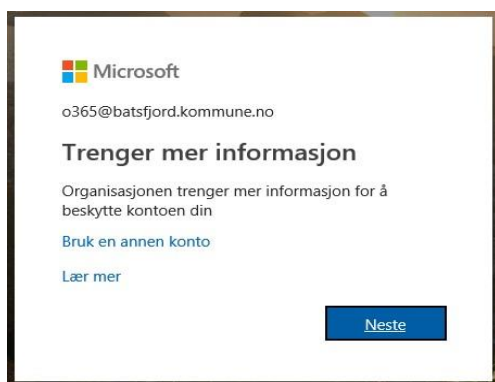 Microsoft
o365@batsfjord.kommune.no
Trenger mer informasjon
Organisasjonen trenger mer informasjon for å
beskytte kontoen din
Bruk en annen konto
Lær mer
Neste